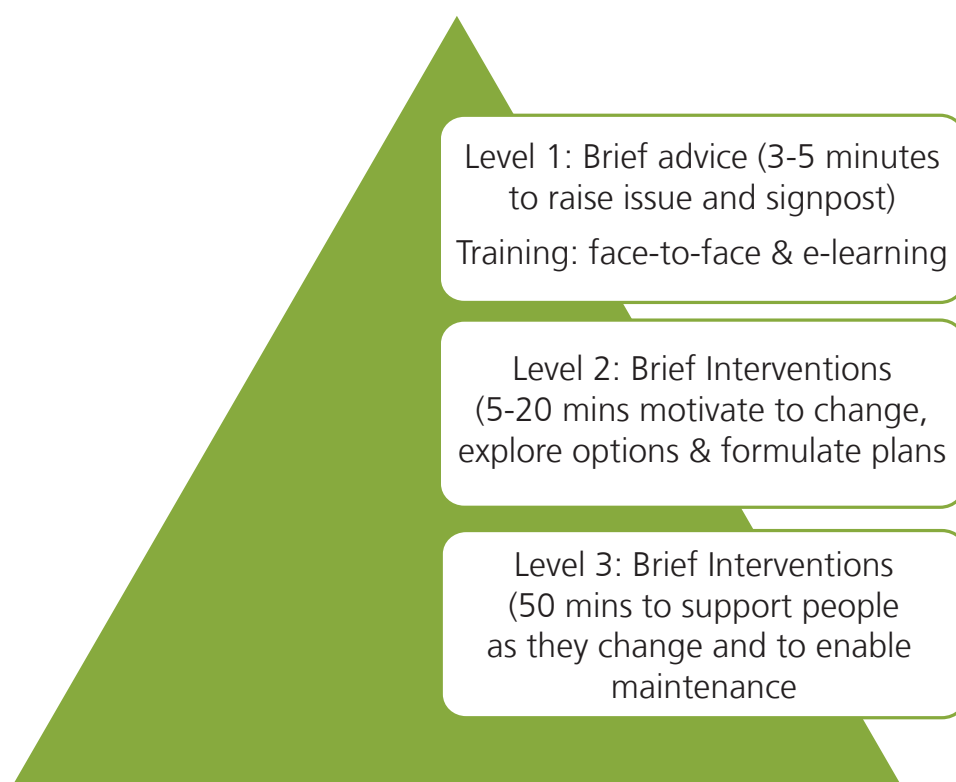 Level 1: Brief advice (3-5 minutes
to raise issue and signpost)
Training: face-to-face & e-learning
Level 2: Brief Interventions
(5-20 mins motivate to change,
explore options & formulate plans
Level 3: Brief Interventions
(50 mins to support people
as they change and to enable
maintenance